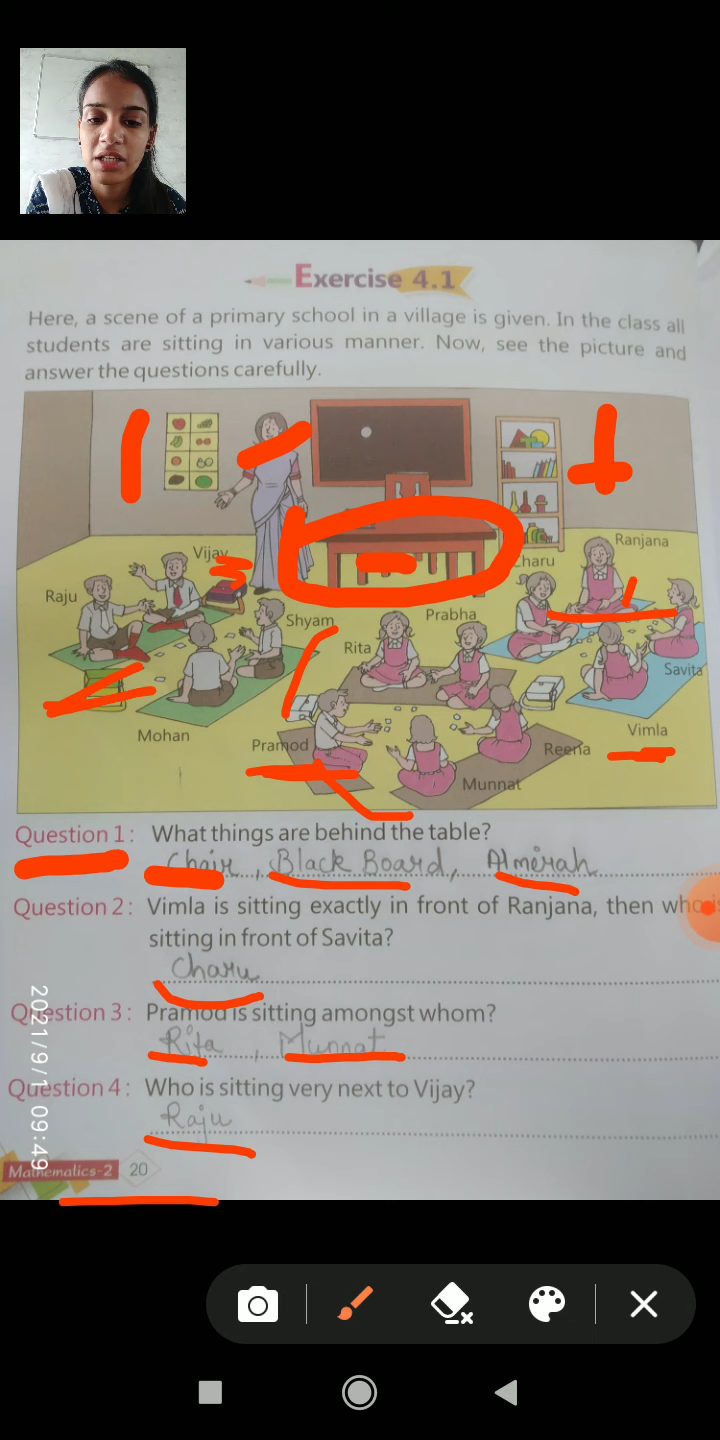 Exercise 4.1
Here, a scene of a primary school in a village is given. In the class all
students are sitting in various manner. Now, see the picture and
answer the questions carefully.
Vijay
Ranjana
Raju
Charu
Shyam
Prabha
Rita
Savita
Mohan
Pramod
Vimla
Reena
Munnat
Question 1: What things are behind the table?
Chair, Black Board, Almirah
Question 2: Vimla is sitting exactly in front of Ranjana, then who is
sitting in front of Savita?
Charu
Question 3: Pramod is sitting amongst whom?
Rita, Munnat
Question 4: Who is sitting very next to Vijay?
Raju
2021/9/1 09:49
Mathematics-2 20